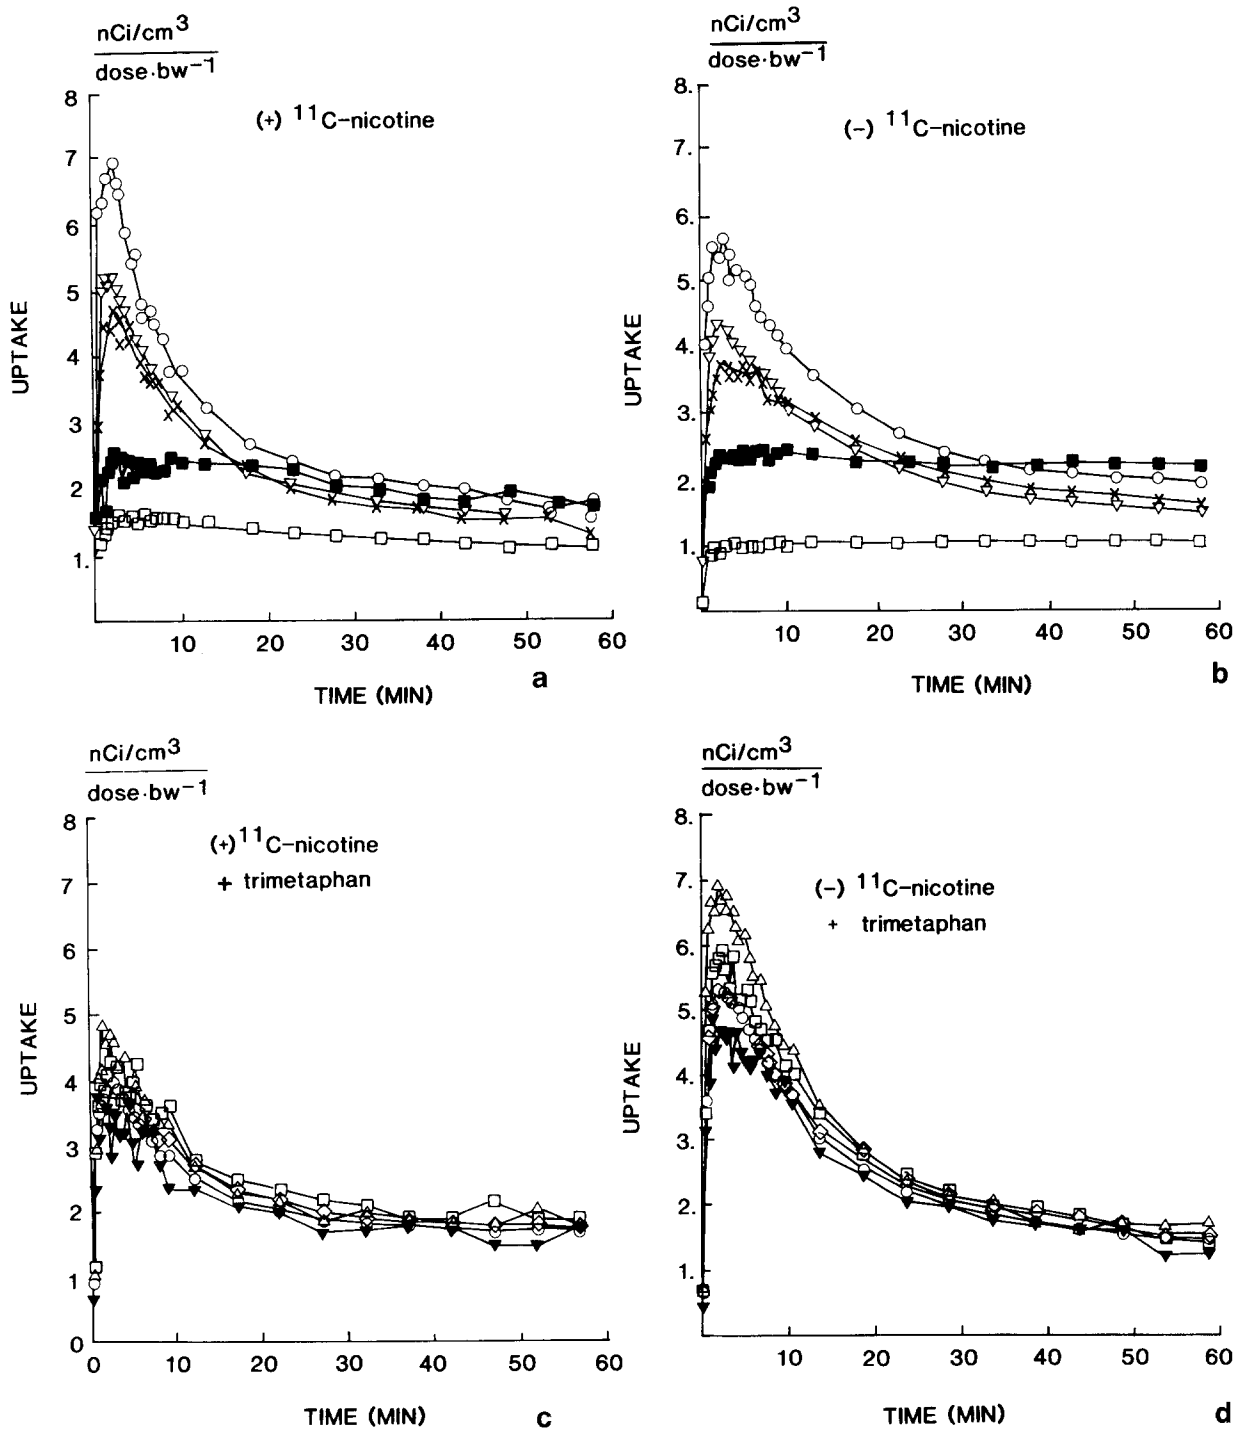 nCi/cm3
dose·bw-1
(+) 11C-nicotine
8
7
6
5
4
3
2
1.
UPTAKE
10 20 30 40 50 60
TIME (MIN)
a
nCi/cm3
dose·bw-1
(-) 11C-nicotine
8.
7.
6.
5.
4.
3.
2.
1.
UPTAKE
10 20 30 40 50 60
TIME (MIN)
b
nCi/cm3
dose·bw-1
(+)11C-nicotine
+ trimetaphan
8
7
6
5
4
3
2
1
0
UPTAKE
0 10 20 30 40 50 60
TIME (MIN)
c
nCi/cm3
dose·bw-1
(-) 11C-nicotine
+ trimetaphan
8.
7.
6.
5.
4.
3.
2.
1.
UPTAKE
10 20 30 40 50 60
TIME (MIN)
d